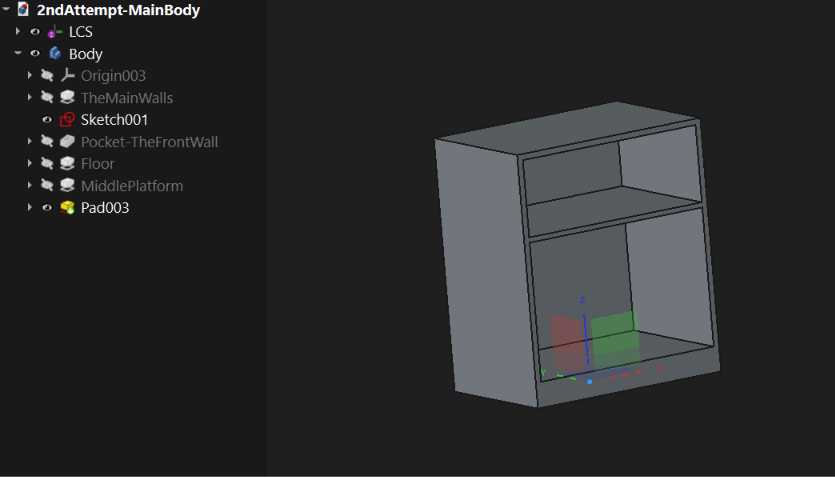 2ndAttempt-MainBody
LCS
Body
Origin003
TheMainWalls
Sketch001
Pocket-TheFrontWall
Floor
MiddlePlatform
Pad003
Z
Y